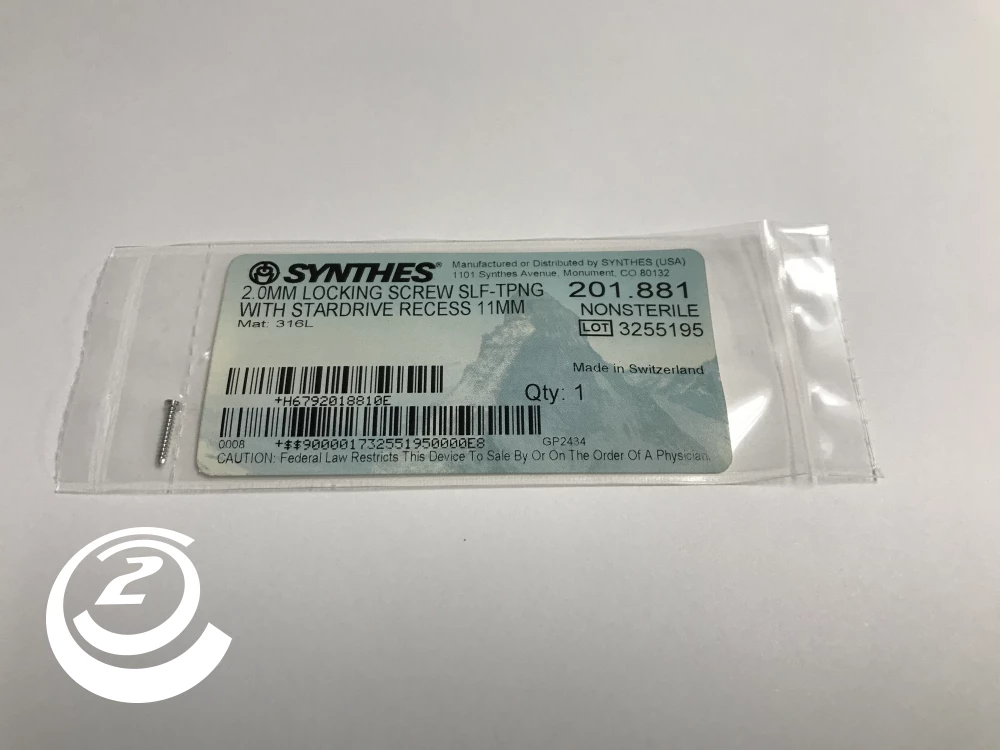 SYNTHES®
Manufactured or Distributed by SYNTHES (USA)
1101 Synthes Avenue, Monument, CO 80132
2.0MM LOCKING SCREW SLF-TPNG
WITH STARDRIVE RECESS 11MM
Mat: 316L
201.881
NONSTERILE
LOT 3255195
Made in Switzerland
Qty: 1
+H6792018810E
0008 +$$900001732551950000E8 GP2434
CAUTION: Federal Law Restricts This Device To Sale By Or On The Order Of A Physician.
2